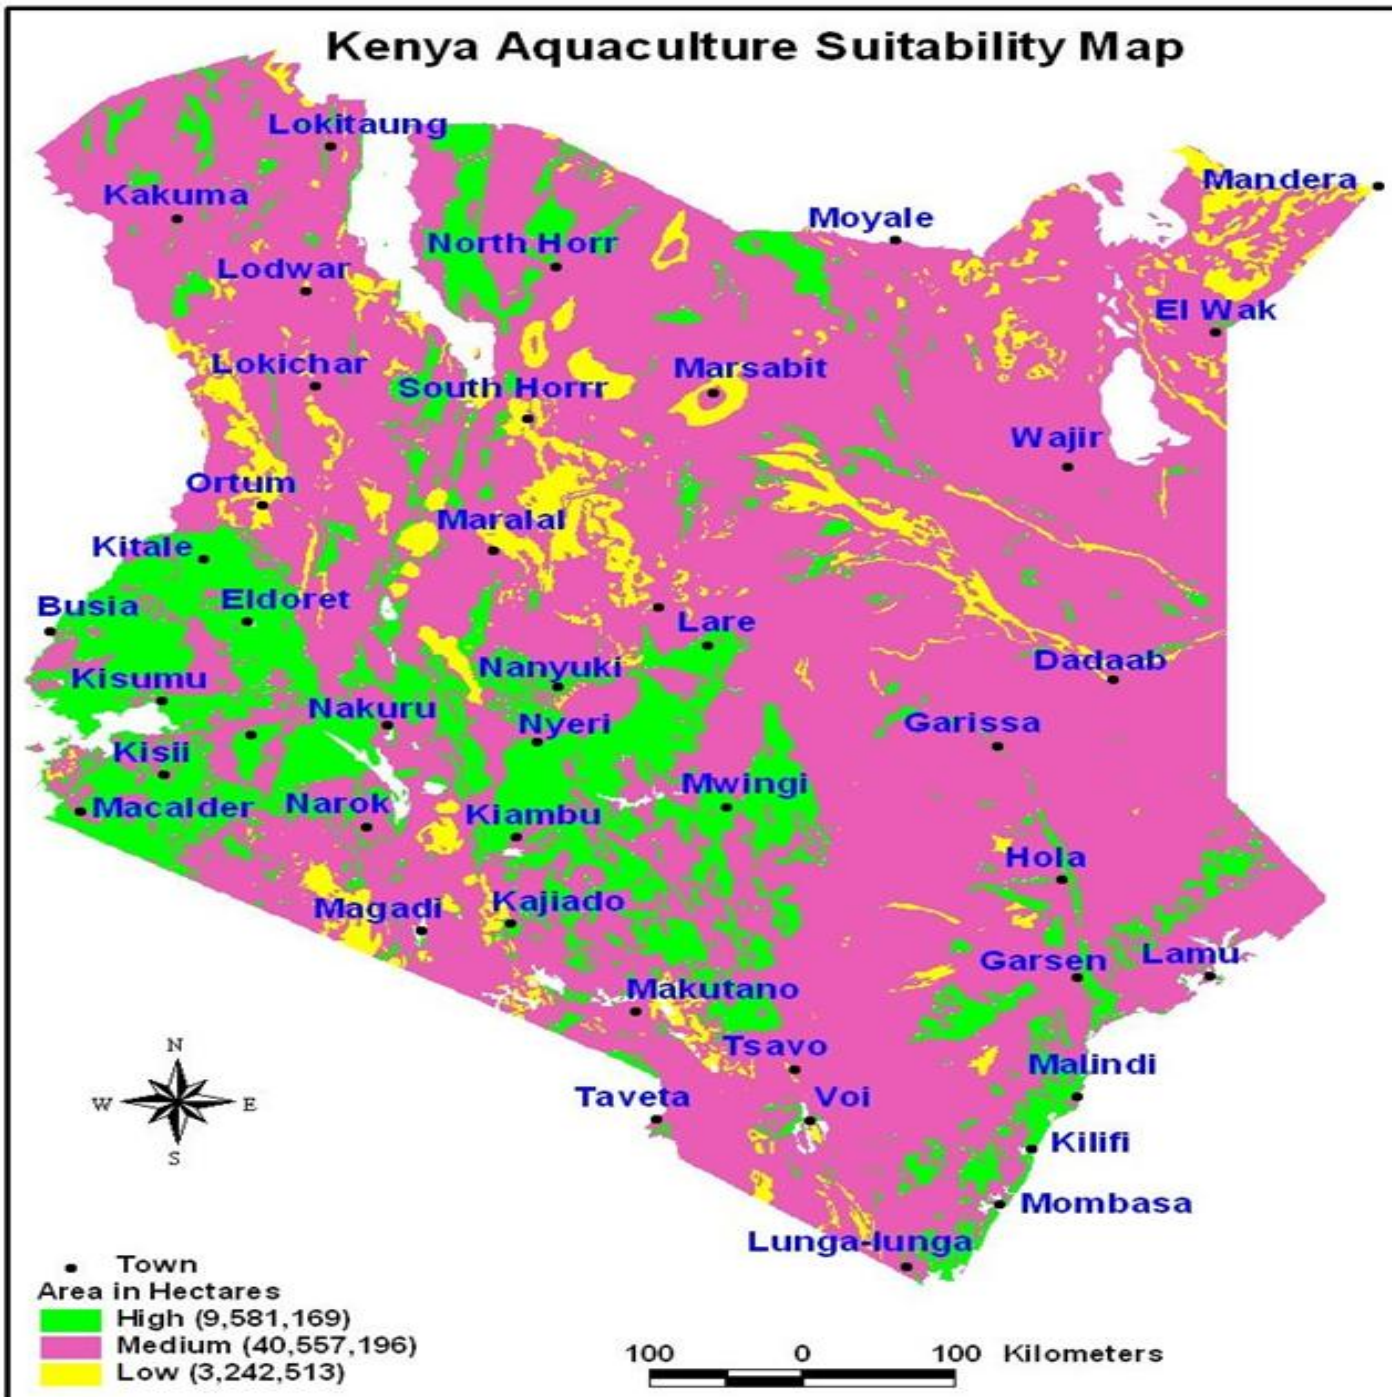 Kenya Aquaculture Suitability Map
Lokitaung
Mandera
Kakuma
Moyale
North Horr
Lodwar
El Wak
Lokichar
Marsabit
South Horrr
Wajir
Ortum
Maralal
Kitale
Busia
Eldoret
Lare
Dadaab
Nanyuki
Kisumu
Nakuru
Nyeri
Garissa
Kisii
Mwingi
Macalder
Narok
Kiambu
Hola
Magadi
Kajiado
Garsen
Lamu
Makutano
Tsavo
Malindi
Taveta
Voi
Kilifi
Mombasa
Lunga-lunga
N
W
E
S
Town
Area in Hectares
High (9,581,169)
Medium (40,557,196)
Low (3,242,513)
100 0 100 Kilometers